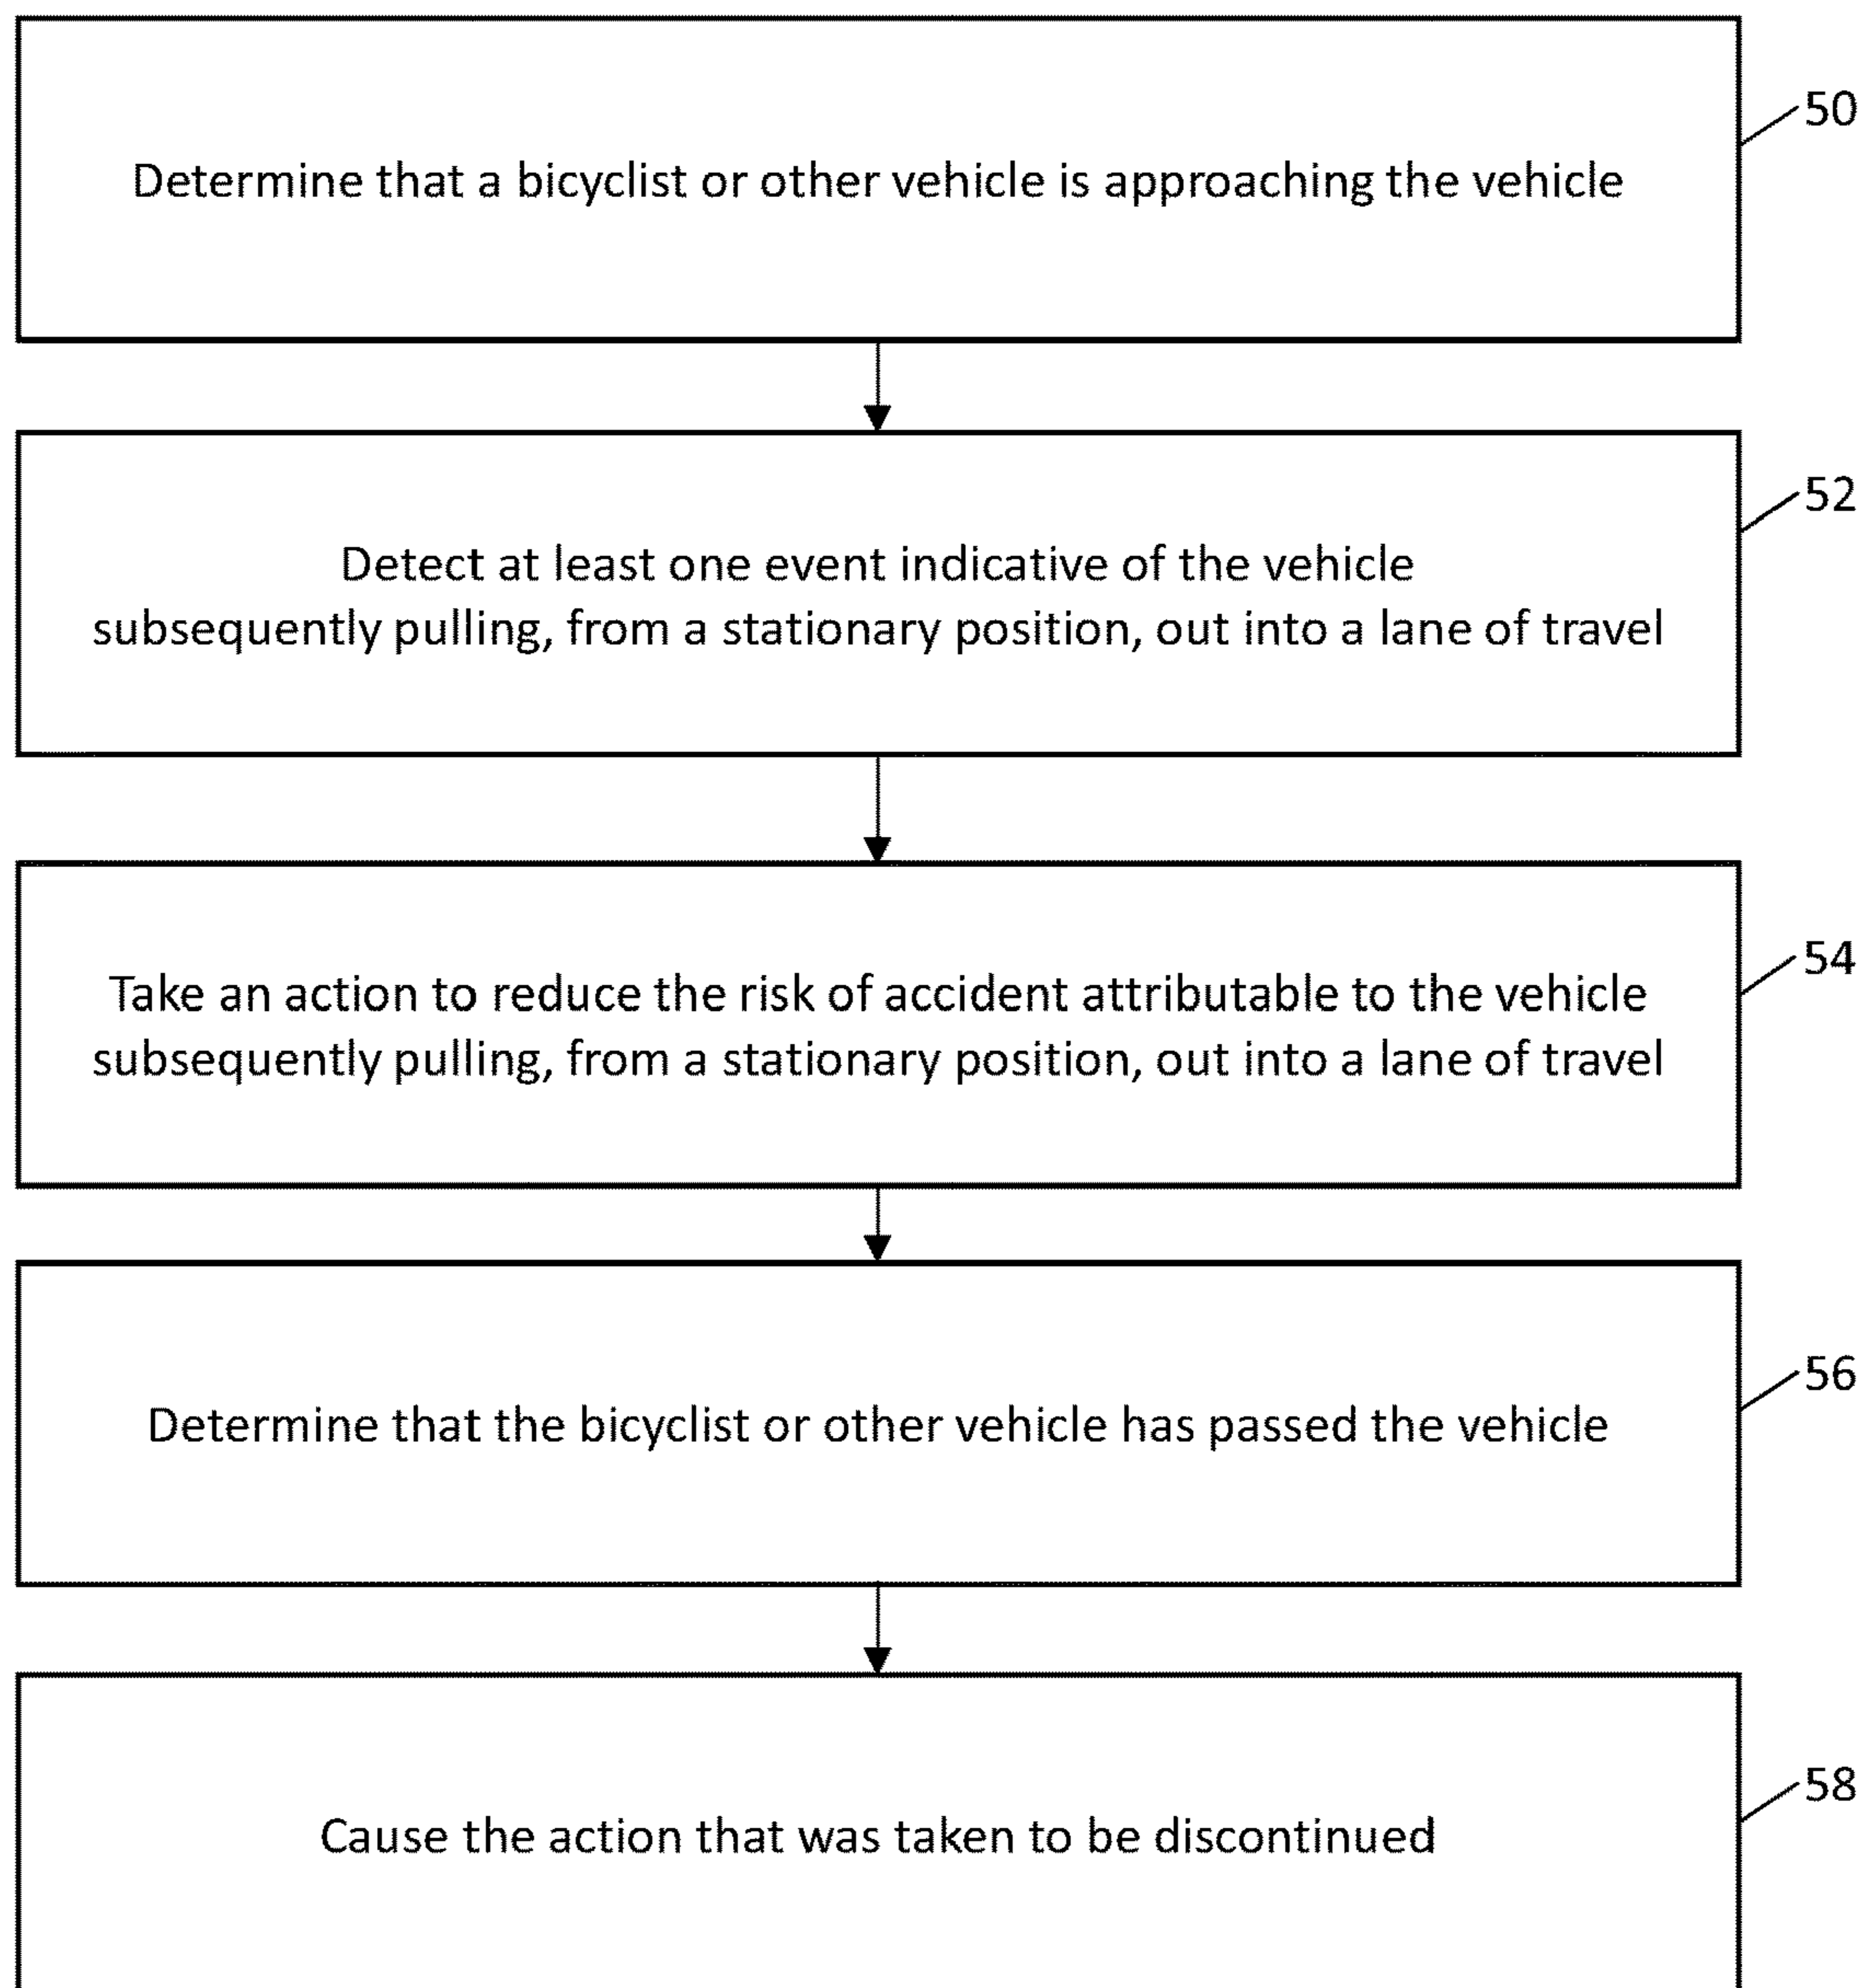 Determine that a bicyclist or other vehicle is approaching the vehicle
50
Detect at least one event indicative of the vehicle
subsequently pulling, from a stationary position, out into a lane of travel
52
Take an action to reduce the risk of accident attributable to the vehicle
subsequently pulling, from a stationary position, out into a lane of travel
54
Determine that the bicyclist or other vehicle has passed the vehicle
56
Cause the action that was taken to be discontinued
58